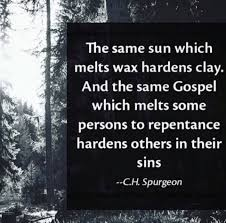 The same sun which
melts wax hardens clay.
And the same Gospel
which melts some
persons to repentance
hardens others in their
sins
--C.H. Spurgeon